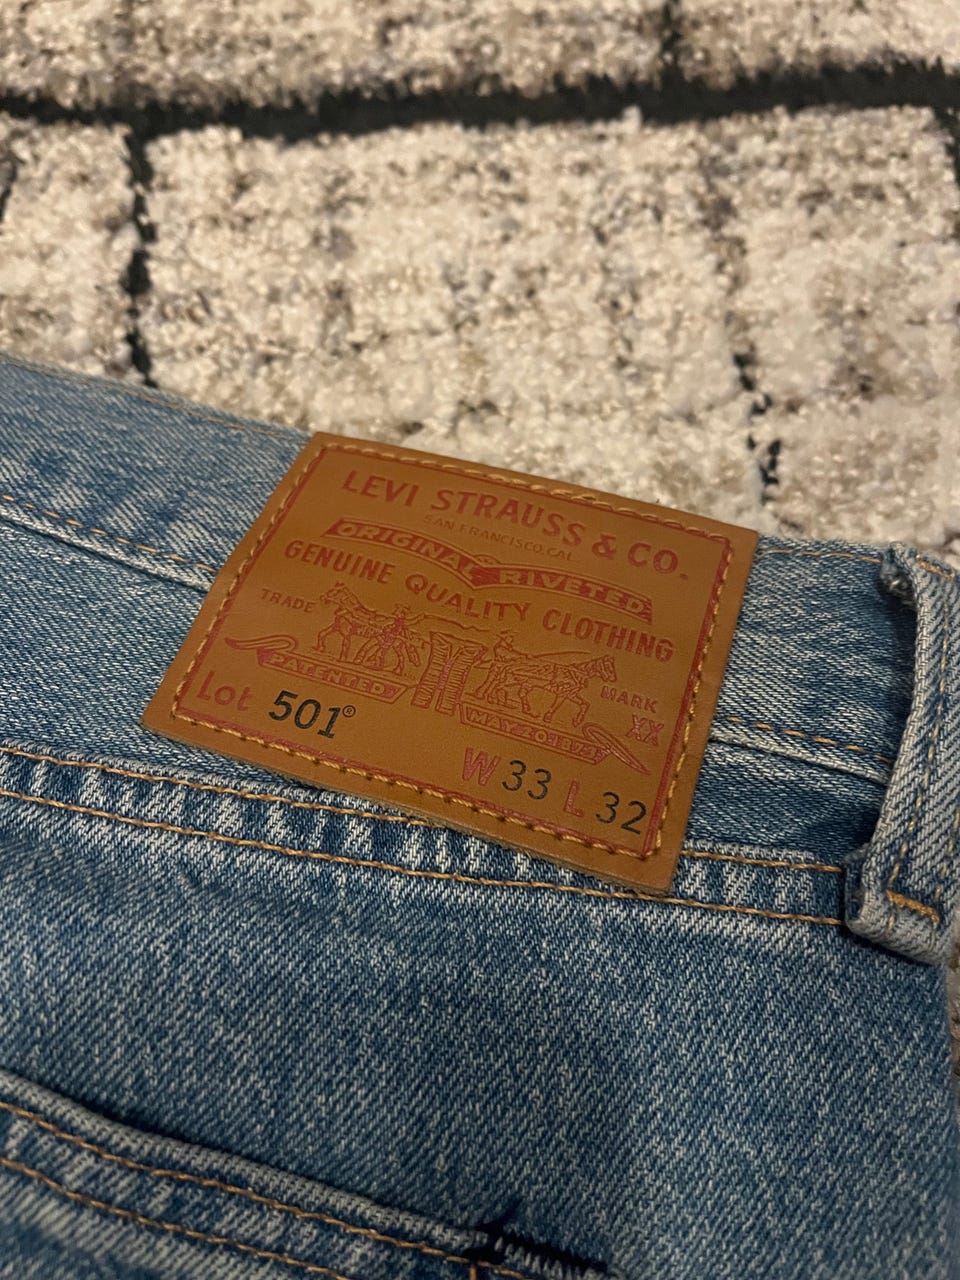 LEVI STRAUSS & CO.
SAN FRANCISCO, CAL.
ORIGINAL RIVETED
GENUINE QUALITY CLOTHING
TRADE MARK
PATENTED MAY 20 1873
XX
Lot 501®
W 33 L 32